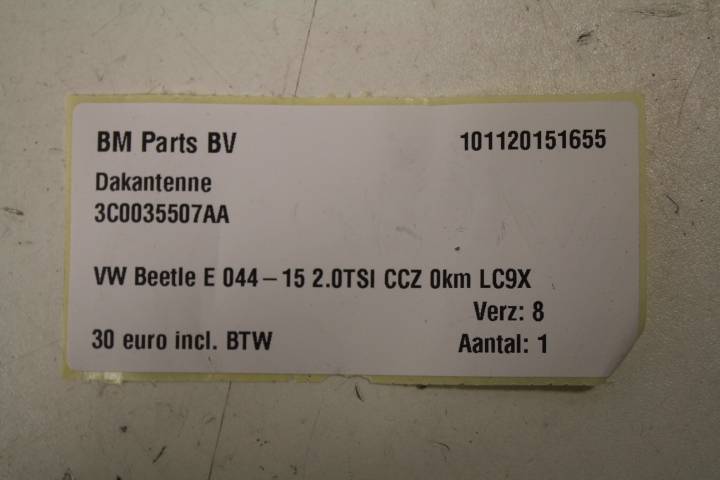 BM Parts BV 101120151655
Dakantenne
3C0035507AA
VW Beetle E 044-15 2.0TSI CCZ 0km LC9X
Verz: 8
30 euro incl. BTW Aantal: 1